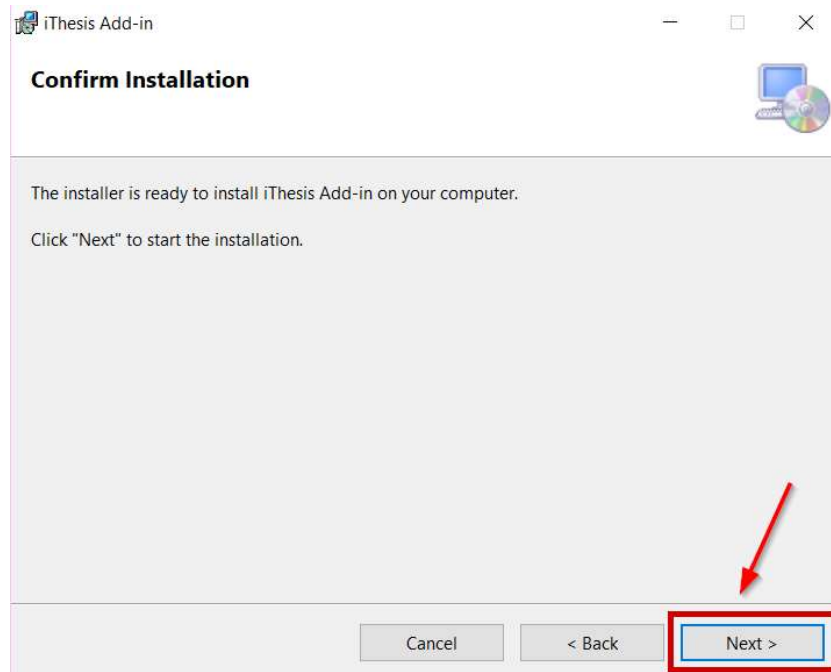 iThesis Add-in
Confirm Installation
The installer is ready to install iThesis Add-in on your computer.
Click "Next" to start the installation.
Cancel
< Back
Next >